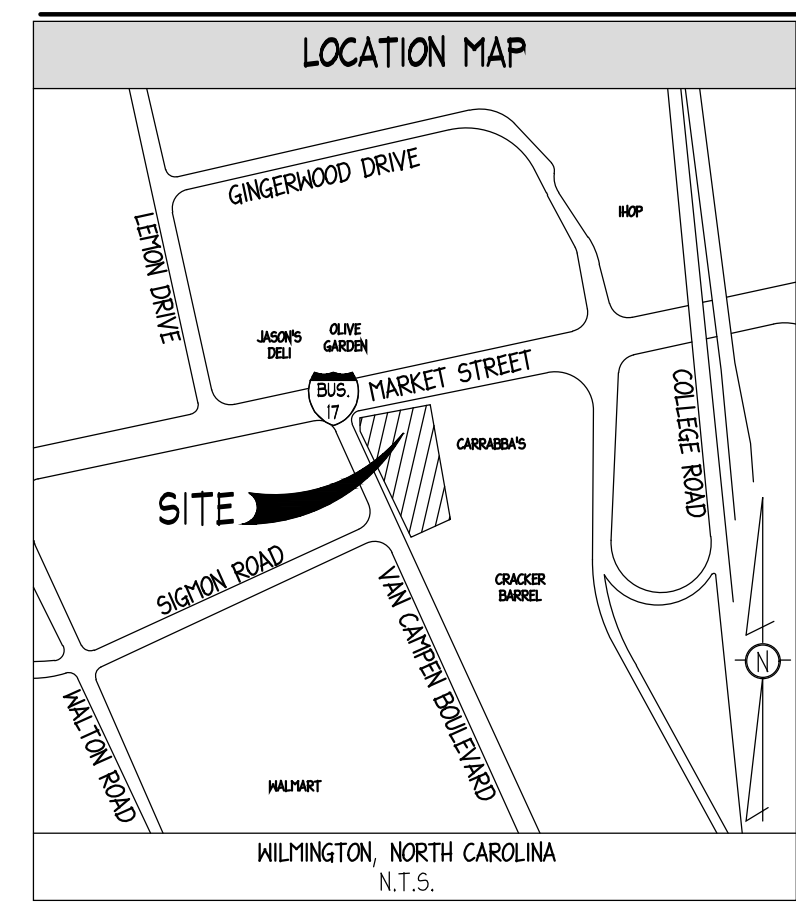 LOCATION MAP
GINGERWOOD DRIVE
IHOP
LEMON DRIVE
JASON'S
DELI
OLIVE
GARDEN
BUS.
17
MARKET STREET
COLLEGE ROAD
CARRABBA'S
SITE
SIGMON ROAD
VAN CAMPEN BOULEVARD
CRACKER
BARREL
N
WALTON ROAD
WALMART
WILMINGTON, NORTH CAROLINA
N.T.S.